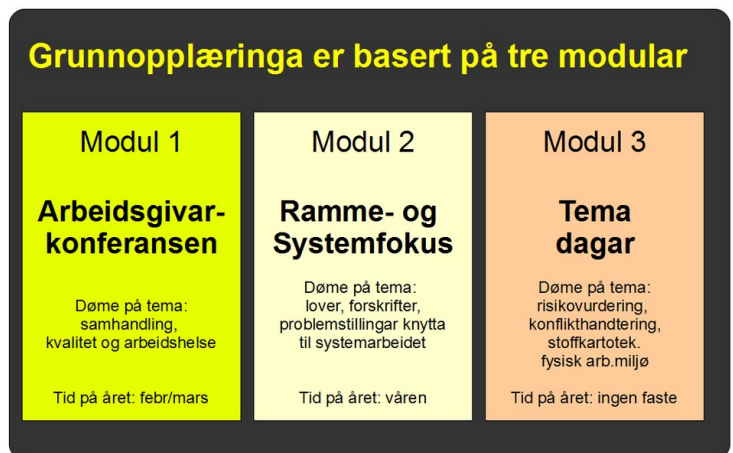 Grunnopplæringa er basert på tre modular
Modul 1
Arbeidsgivar-
konferansen
Døme på tema:
samhandling,
kvalitet og arbeidshelse
Tid på året: febr/mars
Modul 2
Ramme- og
Systemfokus
Døme på tema:
lover, forskrifter,
problemstillingar knytta
til systemarbeidet
Tid på året: våren
Modul 3
Tema
dagar
Døme på tema:
risikovurdering,
konflikthandtering,
stoffkartotek.
fysisk arb.miljø
Tid på året: ingen faste